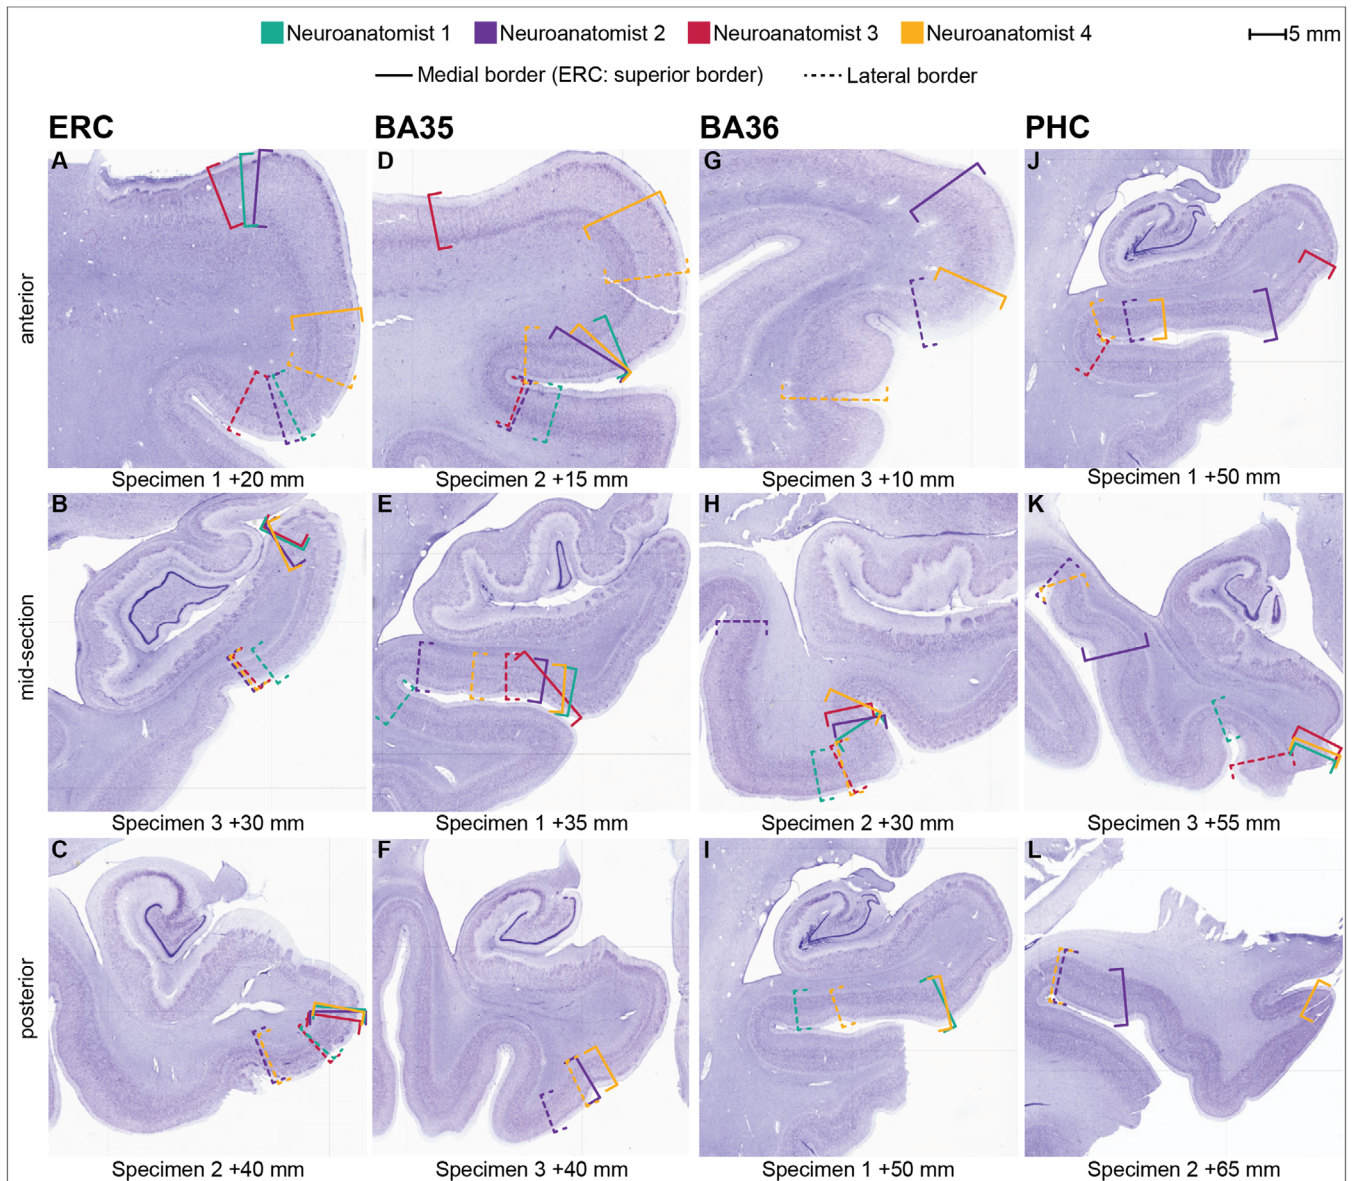 Neuroanatomist 1 Neuroanatomist 2 Neuroanatomist 3 Neuroanatomist 4 5 mm
Medial border (ERC: superior border) Lateral border
ERC BA35 BA36 PHC
anterior
A D G J
Specimen 1 +20 mm Specimen 2 +15 mm Specimen 3 +10 mm Specimen 1 +50 mm
mid-section
B E H K
Specimen 3 +30 mm Specimen 1 +35 mm Specimen 2 +30 mm Specimen 3 +55 mm
posterior
C F I L
Specimen 2 +40 mm Specimen 3 +40 mm Specimen 1 +50 mm Specimen 2 +65 mm